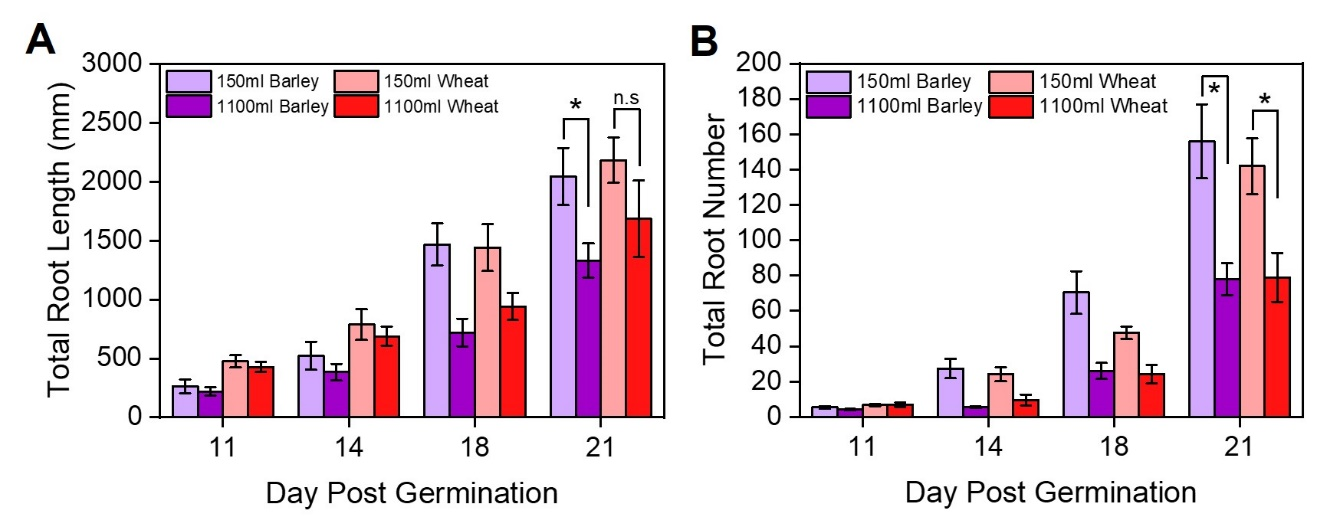 A
Total Root Length (mm)
3000
2500
2000
1500
1000
500
0
150ml Barley
150ml Wheat
1100ml Barley
1100ml Wheat
*
n.s
11
14
18
21
Day Post Germination
B
Total Root Number
200
180
160
140
120
100
80
60
40
20
0
150ml Barley
150ml Wheat
1100ml Barley
1100ml Wheat
*
*
11
14
18
21
Day Post Germination